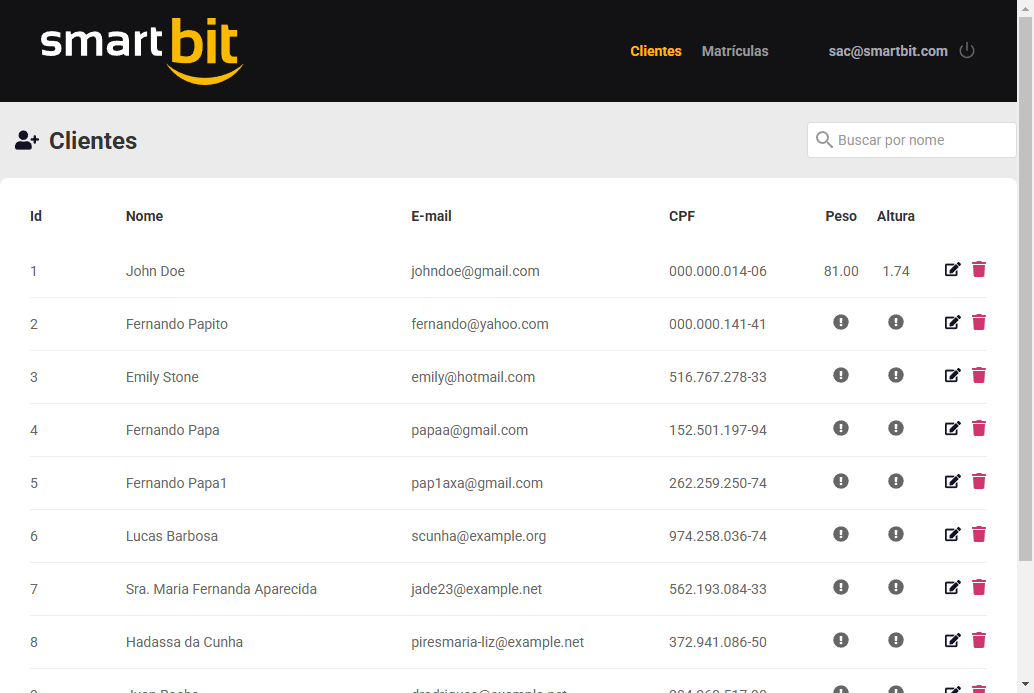 smartbit
Clientes Matrículas sac@smartbit.com
Clientes Buscar por nome
Id Nome E-mail CPF Peso Altura
1 John Doe johndoe@gmail.com 000.000.014-06 81.00 1.74
2 Fernando Papito fernando@yahoo.com 000.000.141-41
3 Emily Stone emily@hotmail.com 516.767.278-33
4 Fernando Papa papaa@gmail.com 152.501.197-94
5 Fernando Papa1 pap1axa@gmail.com 262.259.250-74
6 Lucas Barbosa scunha@example.org 974.258.036-74
7 Sra. Maria Fernanda Aparecida jade23@example.net 562.193.084-33
8 Hadassa da Cunha piresmaria-liz@example.net 372.941.086-50